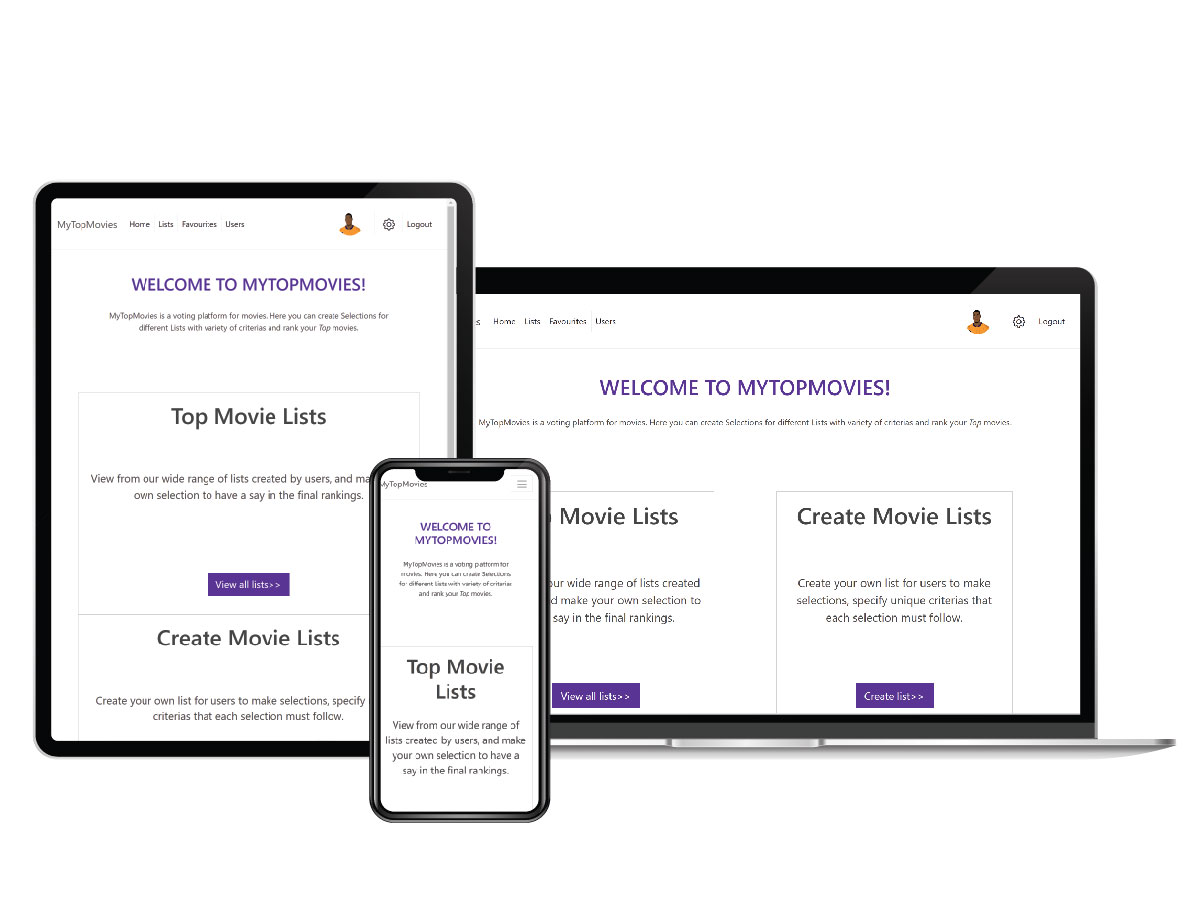 MyTopMovies Home Lists Favourites Users Logout
WELCOME TO MYTOPMOVIES!
MyTopMovies is a voting platform for movies. Here you can create Selections for
different Lists with variety of criterias and rank your Top movies.
Top Movie Lists
View from our wide range of lists created by users, and ma
own selection to have a say in the final rankings.
View all lists>>
Create Movie Lists
Create your own list for users to make selections, specify
criterias that each selection must follow.
MyTopMovies
WELCOME TO
MYTOPMOVIES!
MyTopMovies is a voting platform for
movies. Here you can create Selections
for different Lists with variety of criterias
and rank your Top movies.
Top Movie
Lists
View from our wide range of
lists created by users, and make
your own selection to have a
say in the final rankings.
s Home Lists Favourites Users Logout
WELCOME TO MYTOPMOVIES!
MyTopMovies is a voting platform for movies. Here you can create Selections for different Lists with variety of criterias and rank your Top movies.
Movie Lists
our wide range of lists created
d make your own selection to
say in the final rankings.
View all lists>>
Create Movie Lists
Create your own list for users to make
selections, specify unique criterias that
each selection must follow.
Create list>>